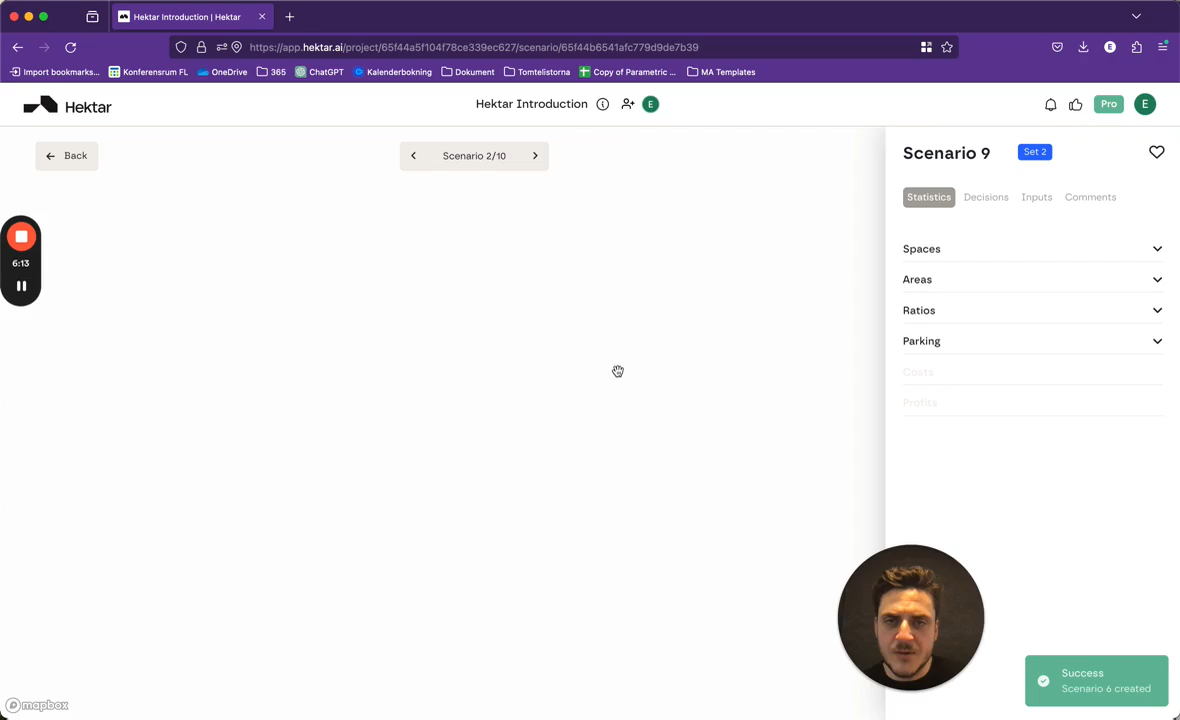 Hektar Introduction | Hektar
https://app.hektar.ai/project/65f44a5f104f78ce339ec627/scenario/65f44b6541afc779d9de7b39
Import bookmarks...
Konferensrum FL
OneDrive
365
ChatGPT
Kalenderbokning
Dokument
Tomtelistorna
Copy of Parametric ...
MA Templates
Hektar
Hektar Introduction
E
Pro
E
Back
Scenario 2/10
Scenario 9
Set 2
Statistics
Decisions
Inputs
Comments
6:13
Spaces
Areas
Ratios
Parking
Costs
Profits
Success
Scenario 6 created
mapbox